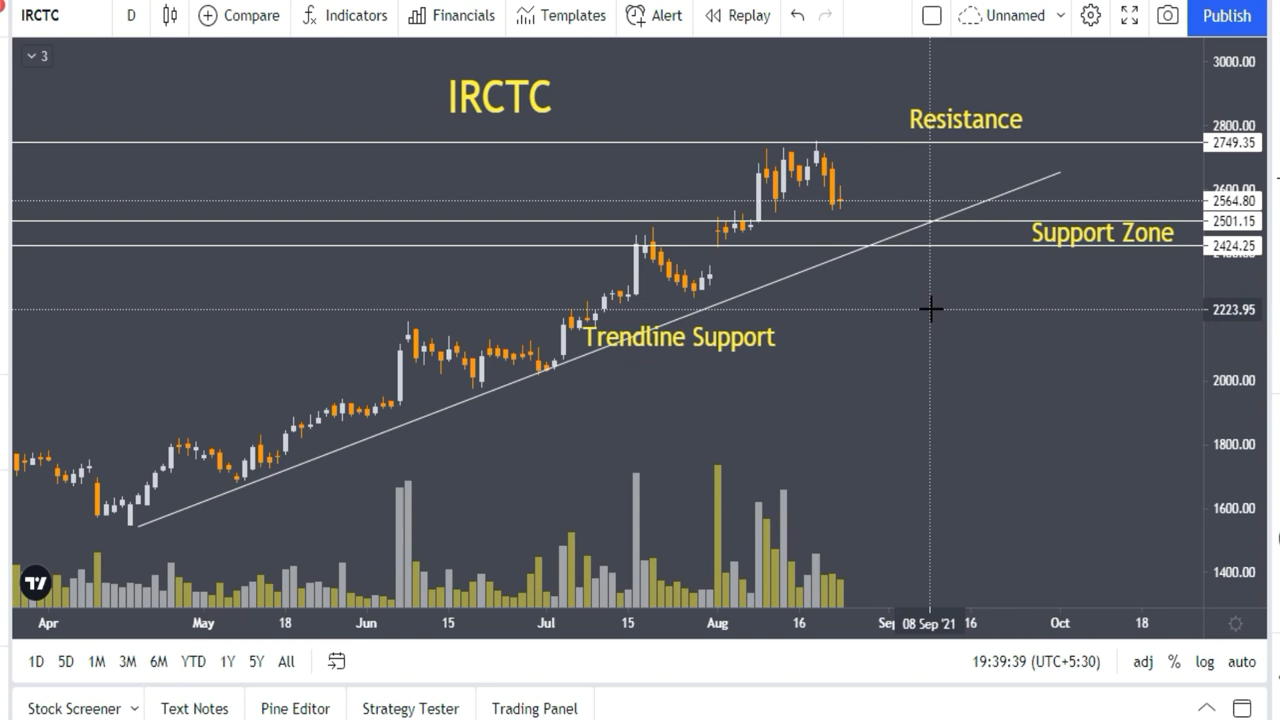 IRCTC D Compare Indicators Financials Templates Alert Replay Unnamed Publish
3
IRCTC
Resistance
Support Zone
Trendline Support
3000.00
2800.00
2749.35
2600.00
2564.80
2501.15
2424.25
2400.00
2223.95
2000.00
1800.00
1600.00
1400.00
Apr May 18 Jun 15 Jul 15 Aug 16 Sep 08 Sep '21 16 Oct 18
1D 5D 1M 3M 6M YTD 1Y 5Y All 19:39:39 (UTC+5:30) adj % log auto
Stock Screener Text Notes Pine Editor Strategy Tester Trading Panel